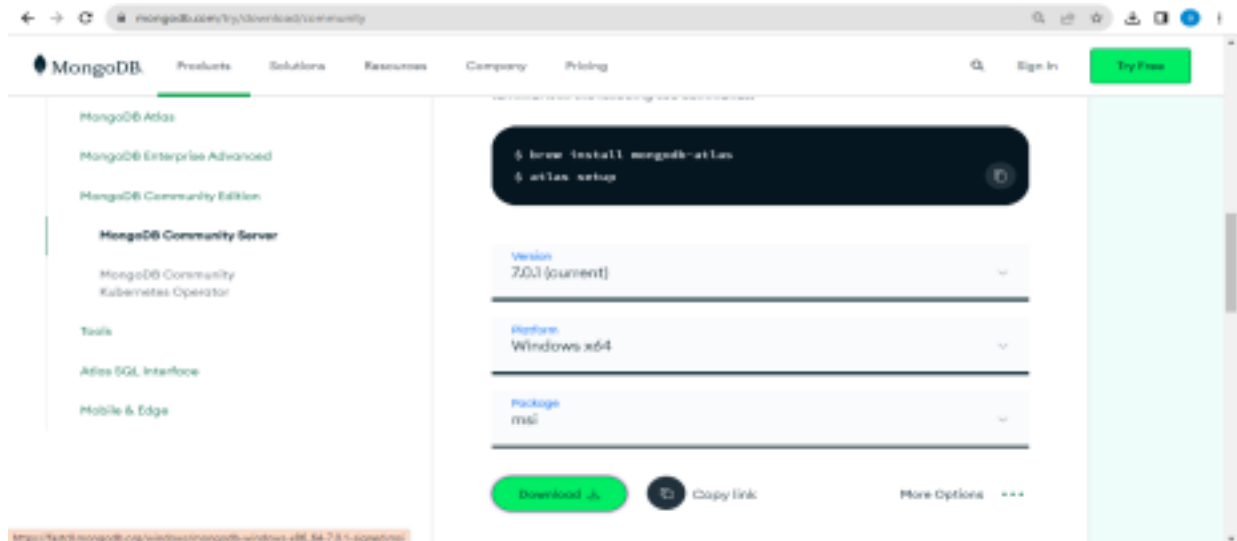 mongodb.com/try/download/community
MongoDB. Products Solutions Resources Company Pricing Sign In Try Free
MongoDB Atlas
MongoDB Enterprise Advanced
MongoDB Community Edition
MongoDB Community Server
MongoDB Community
Kubernetes Operator
Tools
Atlas SQL Interface
Mobile & Edge
$ brew install mongodb-atlas
$ atlas setup
Version
7.0.1 (current)
Platform
Windows x64
Package
msi
Download Copy link More Options